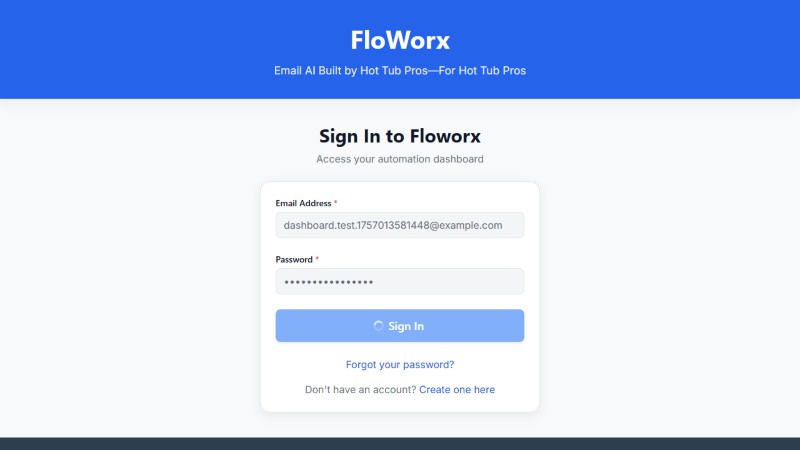 FloWorx
Email AI Built by Hot Tub Pros—For Hot Tub Pros
Sign In to Floworx
Access your automation dashboard
Email Address *
dashboard.test.1757013581448@example.com
Password *
••••••••••••••••
Sign In
Forgot your password?
Don't have an account? Create one here